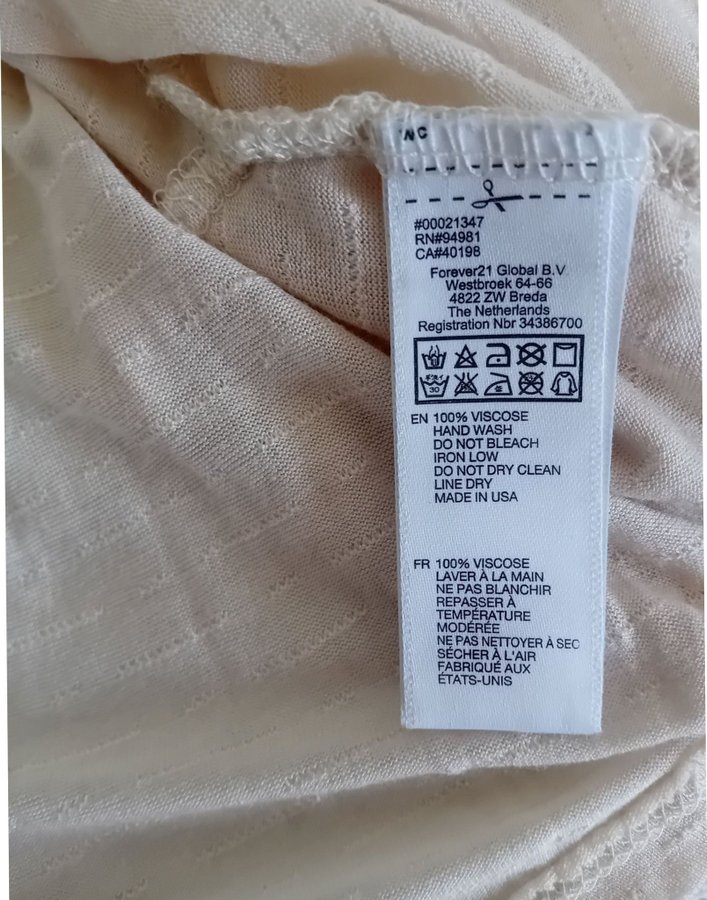 #00021347
RN#94981
CA#40198
Forever21 Global B.V
Westbroek 64-66
4822 ZW Breda
The Netherlands
Registration Nbr 34386700
30
EN 100% VISCOSE
HAND WASH
DO NOT BLEACH
IRON LOW
DO NOT DRY CLEAN
LINE DRY
MADE IN USA
FR 100% VISCOSE
LAVER À LA MAIN
NE PAS BLANCHIR
REPASSER À
TEMPÉRATURE
MODÉRÉE
NE PAS NETTOYER À SEC
SÉCHER À L'AIR
FABRIQUÉ AUX
ÉTATS-UNIS